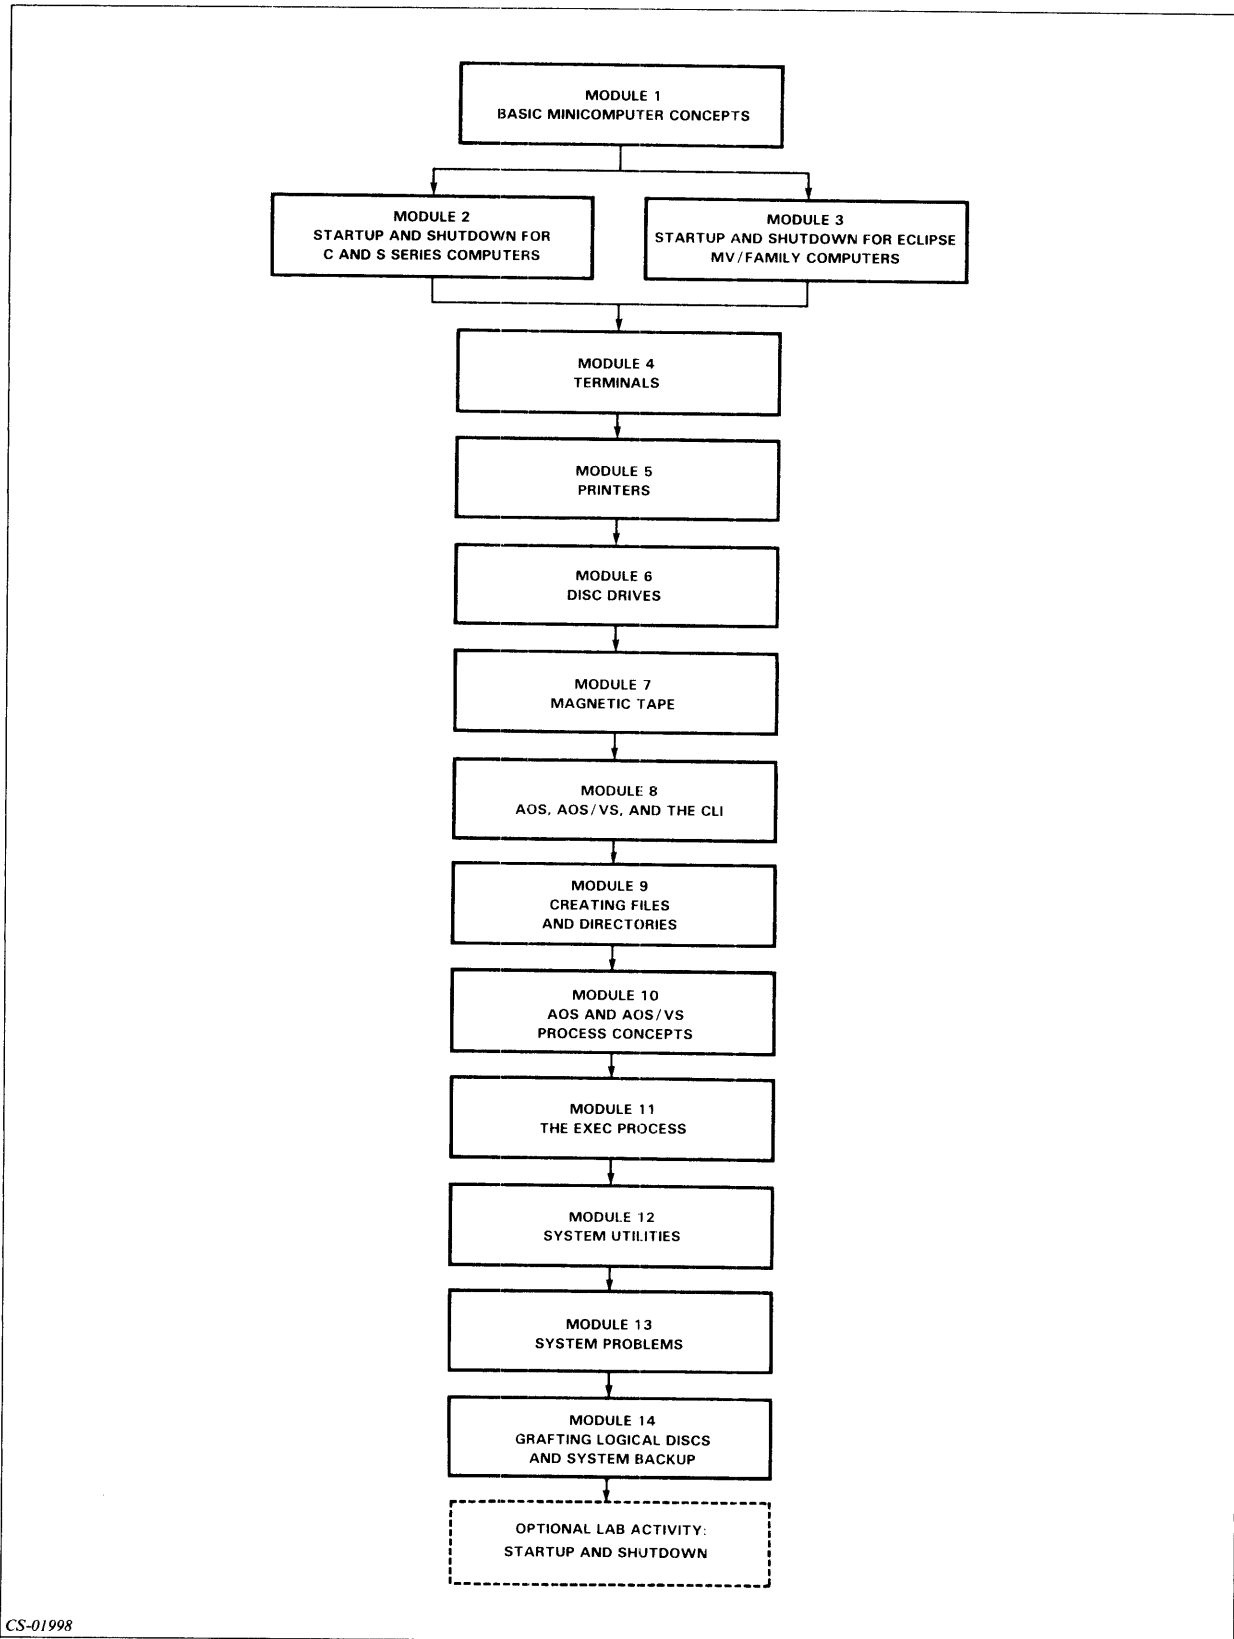 MODULE 1
BASIC MINICOMPUTER CONCEPTS
MODULE 2
STARTUP AND SHUTDOWN FOR
C AND S SERIES COMPUTERS
MODULE 3
STARTUP AND SHUTDOWN FOR ECLIPSE
MV/FAMILY COMPUTERS
MODULE 4
TERMINALS
MODULE 5
PRINTERS
MODULE 6
DISC DRIVES
MODULE 7
MAGNETIC TAPE
MODULE 8
AOS, AOS/VS, AND THE CLI
MODULE 9
CREATING FILES
AND DIRECTORIES
MODULE 10
AOS AND AOS/VS
PROCESS CONCEPTS
MODULE 11
THE EXEC PROCESS
MODULE 12
SYSTEM UTILITIES
MODULE 13
SYSTEM PROBLEMS
MODULE 14
GRAFTING LOGICAL DISCS
AND SYSTEM BACKUP
OPTIONAL LAB ACTIVITY:
STARTUP AND SHUTDOWN
CS-01998